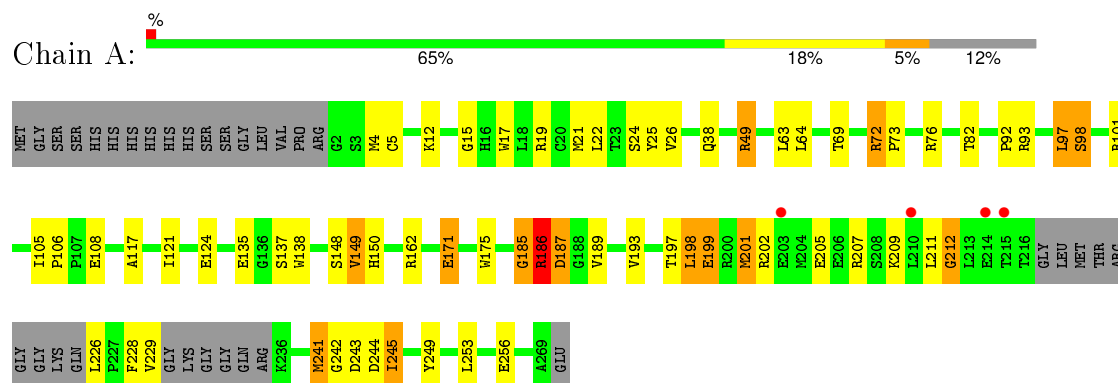 %
Chain A:
65% 18% 5% 12%
MET GLY SER SER HIS HIS HIS HIS HIS HIS SER SER GLY LEU VAL PRO ARG G2 S3 M4 C5 K12 G15 H16 W17 L18 R19 C20 M21 L22 T23 S24 Y25 V26 Q38 R49 L63 L64 T69 R72 P73 R76 T82 P92 R93 L97 S98
I105 P106 P107 E108 A117 I121 E124 E135 G136 S137 W138 S148 V149 H150 R162 E171 W175 G185 R186 D187 G188 V189 V193 T197 L198 E199 R200 M201 R202 E203 M204 E205 E206 R207 S208 K209 L210 L211 G212 L213 E214 T215 T216 GLY LEU MET THR
GLY GLY LYS GLN L226 P227 F228 V229 GLY LYS GLY GLY GLN ARG K236 M241 G242 D243 D244 I245 Y249 L253 E256 A269 GLU